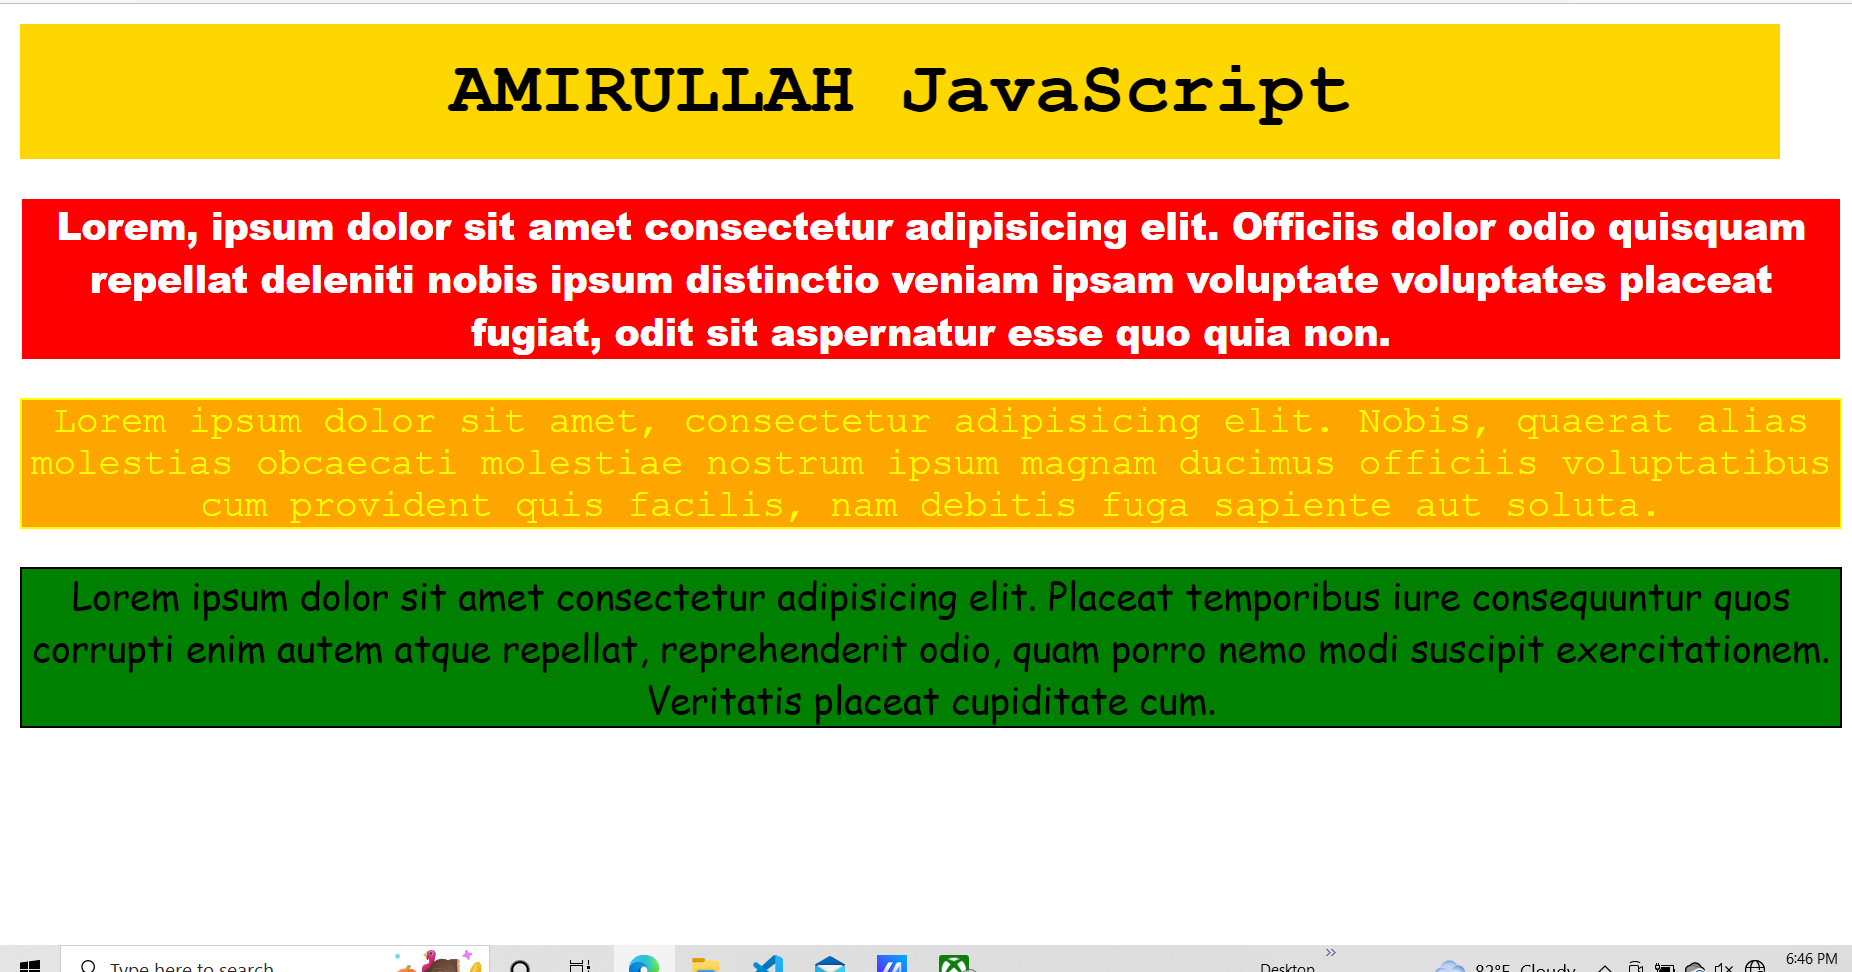 AMIRULLAH JavaScript
Lorem, ipsum dolor sit amet consectetur adipisicing elit. Officiis dolor odio quisquam
repellat deleniti nobis ipsum distinctio veniam ipsam voluptate voluptates placeat
fugiat, odit sit aspernatur esse quo quia non.
Lorem ipsum dolor sit amet, consectetur adipisicing elit. Nobis, quaerat alias
molestias obcaecati molestiae nostrum ipsum magnam ducimus officiis voluptatibus
cum provident quis facilis, nam debitis fuga sapiente aut soluta.
Lorem ipsum dolor sit amet consectetur adipisicing elit. Placeat temporibus iure consequuntur quos
corrupti enim autem atque repellat, reprehenderit odio, quam porro nemo modi suscipit exercitationem.
Veritatis placeat cupiditate cum.
Type here to search
Desktop
»
82°F Cloudy
6:46 PM